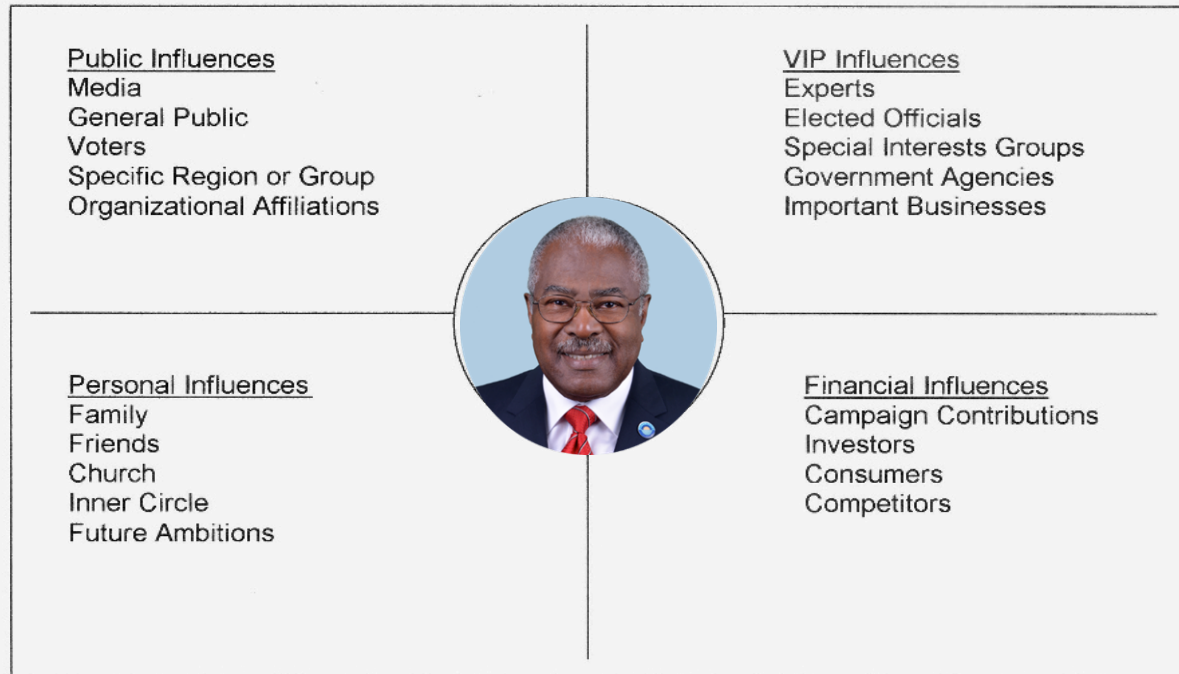 Public Influences
Media
General Public
Voters
Specific Region or Group
Organizational Affiliations
VIP Influences
Experts
Elected Officials
Special Interests Groups
Government Agencies
Important Businesses
Personal Influences
Family
Friends
Church
Inner Circle
Future Ambitions
Financial Influences
Campaign Contributions
Investors
Consumers
Competitors